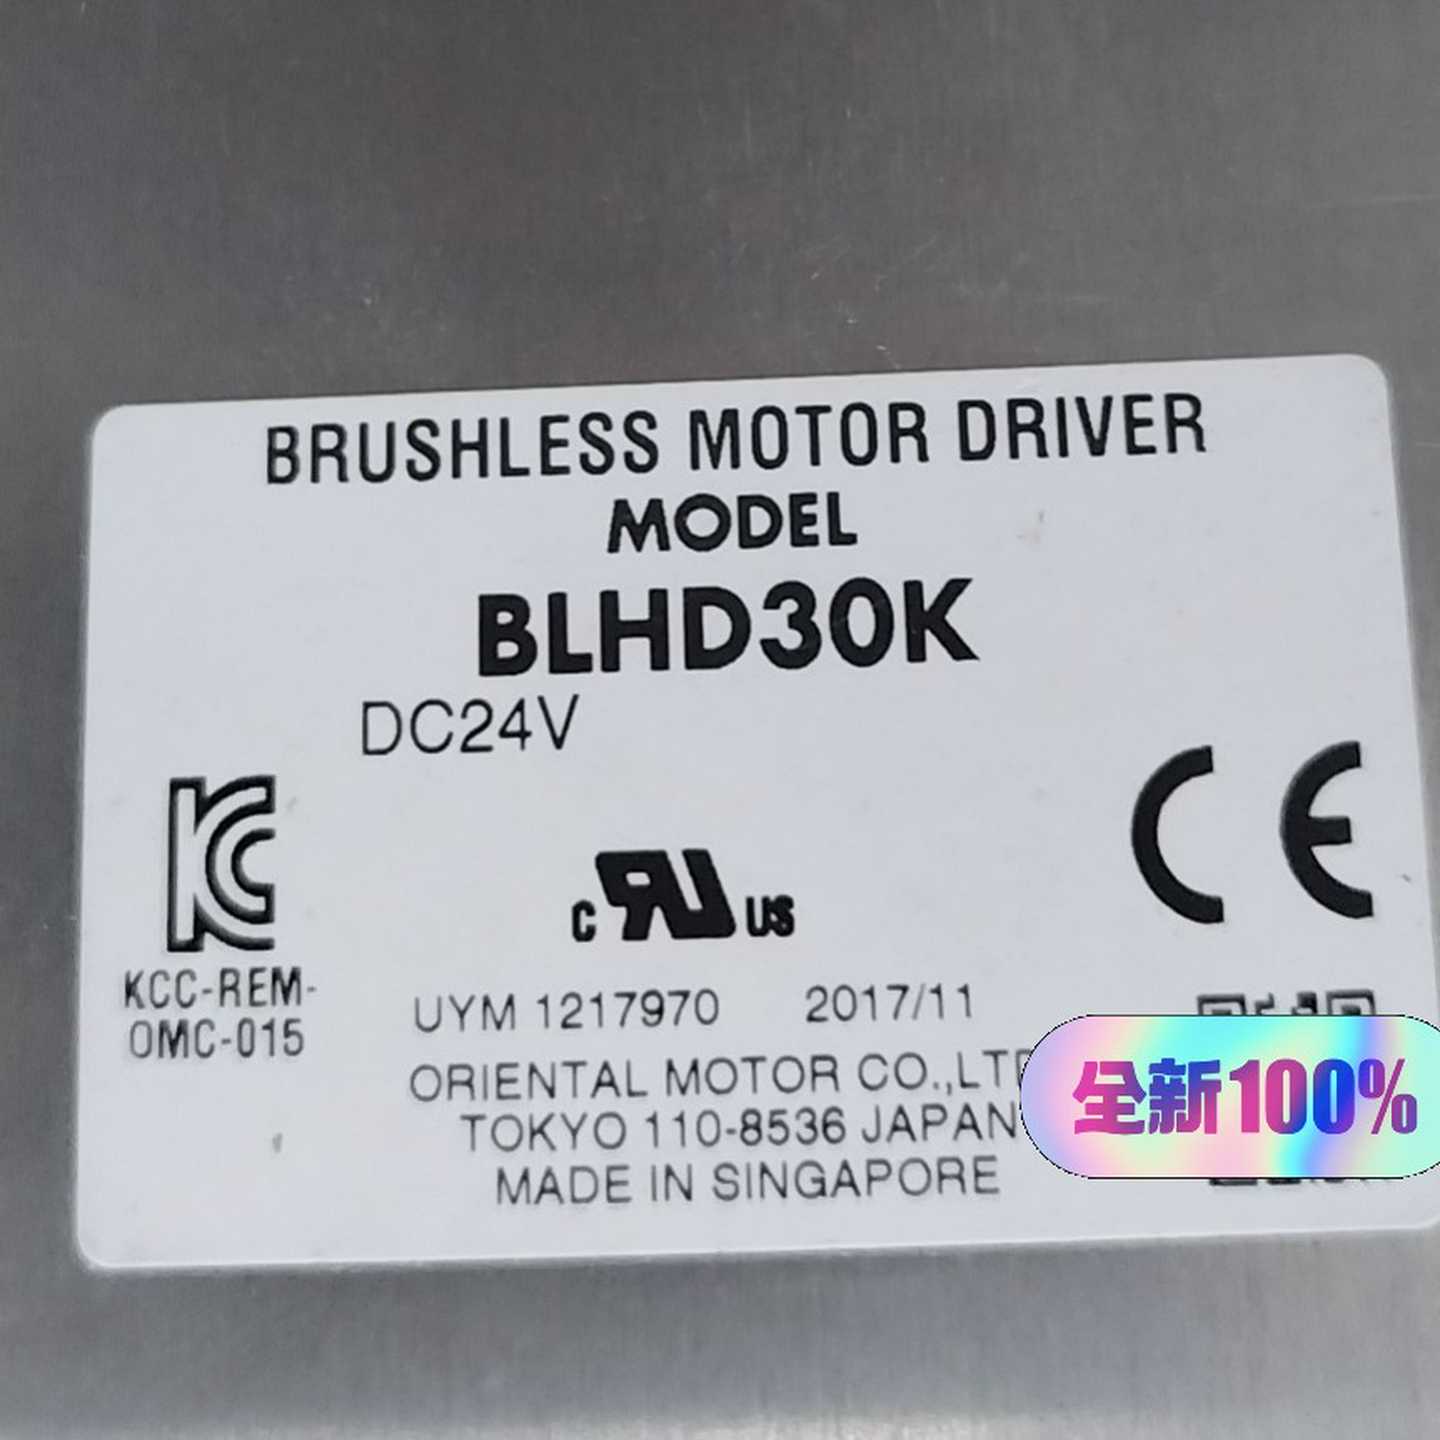 BRUSHLESS MOTOR DRIVER
MODEL
BLHD30K
DC24V
KCC-REM-
OMC-015
C US
UYM 1217970 2017/11
ORIENTAL MOTOR CO.,LT
TOKYO 110-8536 JAPAN
MADE IN SINGAPORE
CE
全新100%